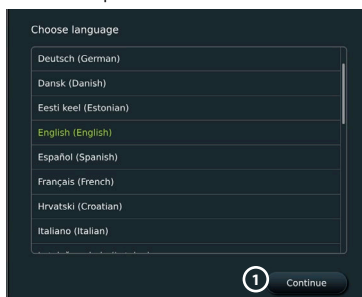 Choose language
Deutsch (German)
Dansk (Danish)
Eesti keel (Estonian)
English (English)
Español (Spanish)
Français (French)
Hrvatski (Croatian)
Italiano (Italian)
1 Continue